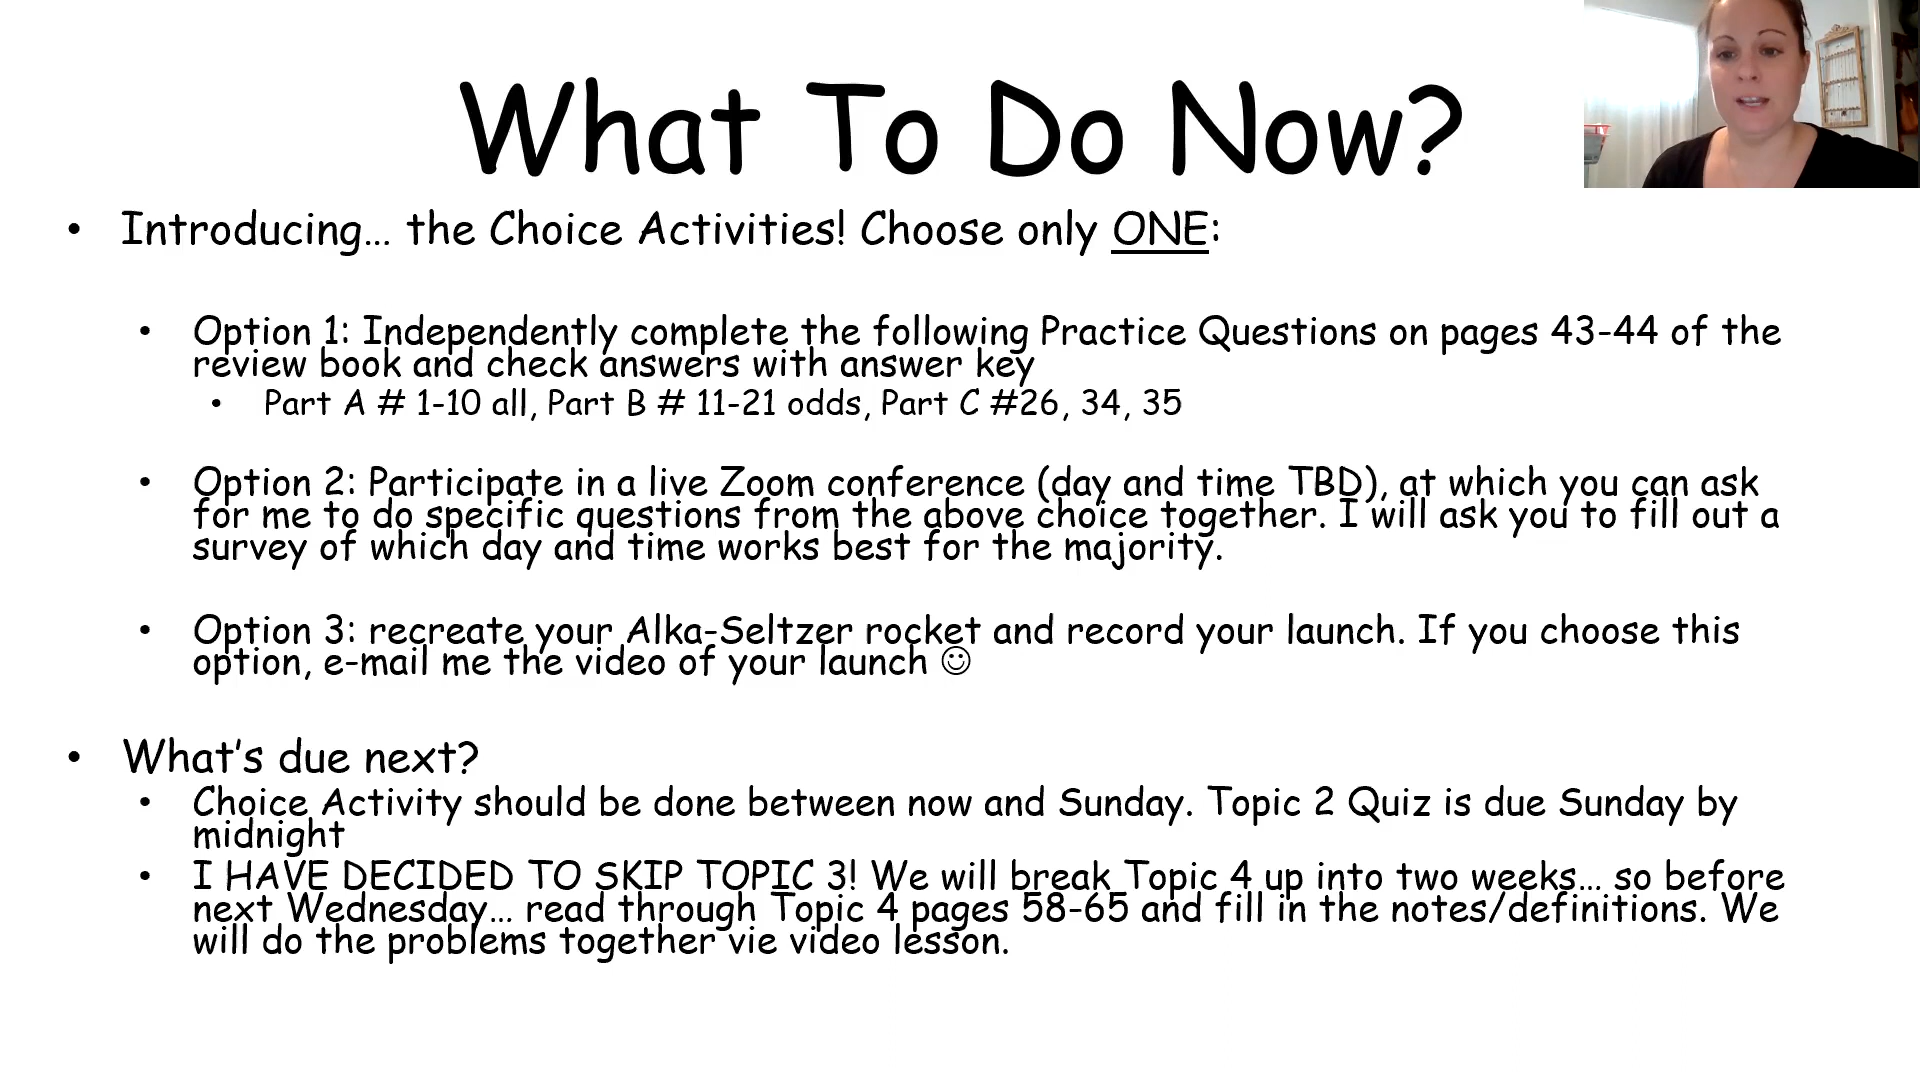 What To Do Now?
• Introducing... the Choice Activities! Choose only ONE:
• Option 1: Independently complete the following Practice Questions on pages 43-44 of the
review book and check answers with answer key
• Part A # 1-10 all, Part B # 11-21 odds, Part C #26, 34, 35
• Option 2: Participate in a live Zoom conference (day and time TBD), at which you can ask
for me to do specific questions from the above choice together. I will ask you to fill out a
survey of which day and time works best for the majority.
• Option 3: recreate your Alka-Seltzer rocket and record your launch. If you choose this
option, e-mail me the video of your launch ☺
• What's due next?
• Choice Activity should be done between now and Sunday. Topic 2 Quiz is due Sunday by
midnight
• I HAVE DECIDED TO SKIP TOPIC 3! We will break Topic 4 up into two weeks... so before
next Wednesday... read through Topic 4 pages 58-65 and fill in the notes/definitions. We
will do the problems together vie video lesson.